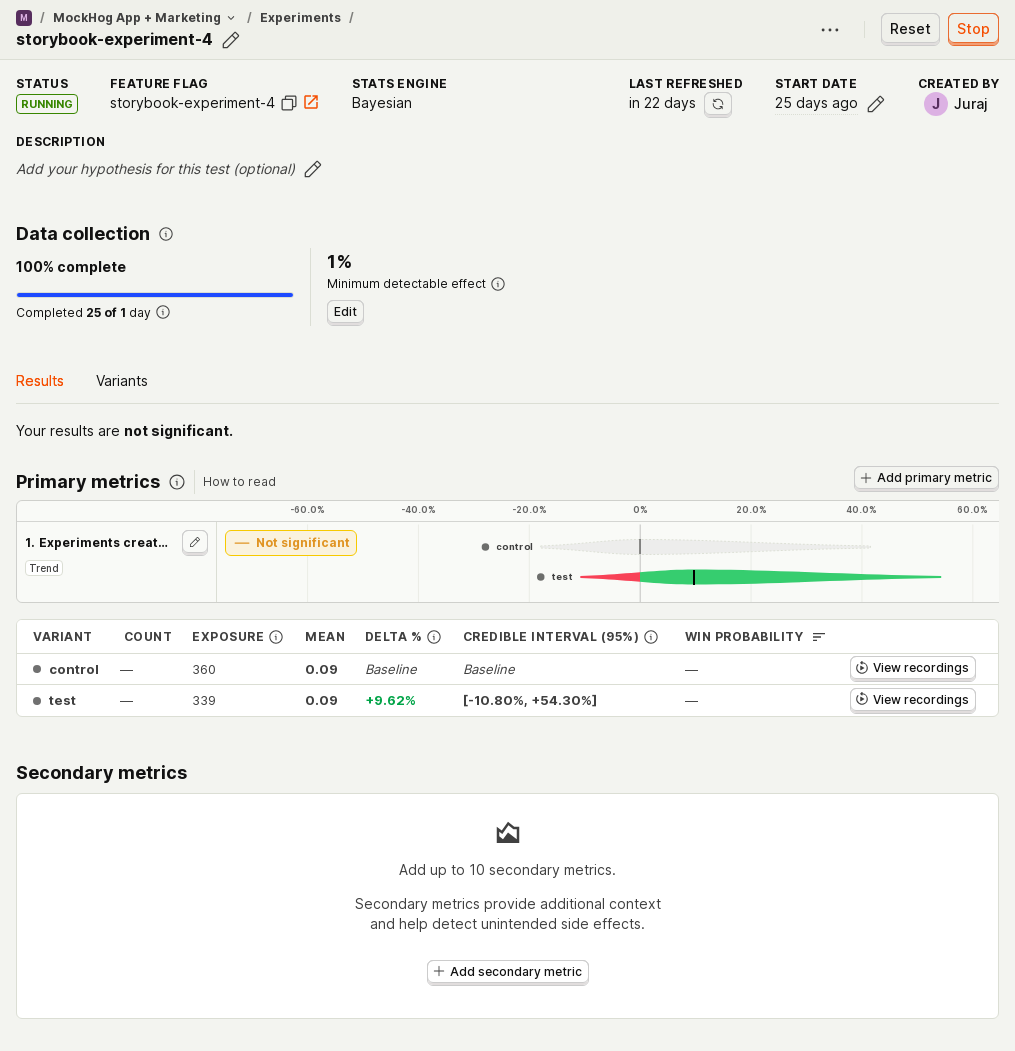 M / MockHog App + Marketing / Experiments /
storybook-experiment-4
Reset Stop
STATUS FEATURE FLAG STATS ENGINE LAST REFRESHED START DATE CREATED BY
RUNNING storybook-experiment-4 Bayesian in 22 days 25 days ago J Juraj
DESCRIPTION
Add your hypothesis for this test (optional)
Data collection
100% complete
1%
Minimum detectable effect
Completed 25 of 1 day
Edit
Results Variants
Your results are not significant.
Primary metrics How to read
Add primary metric
-60.0% -40.0% -20.0% 0% 20.0% 40.0% 60.0%
1. Experiments creat...
Not significant
control
Trend
test
VARIANT COUNT EXPOSURE MEAN DELTA % CREDIBLE INTERVAL (95%) WIN PROBABILITY
control — 360 0.09 Baseline Baseline — View recordings
test — 339 0.09 +9.62% [-10.80%, +54.30%] — View recordings
Secondary metrics
Add up to 10 secondary metrics.
Secondary metrics provide additional context
and help detect unintended side effects.
Add secondary metric